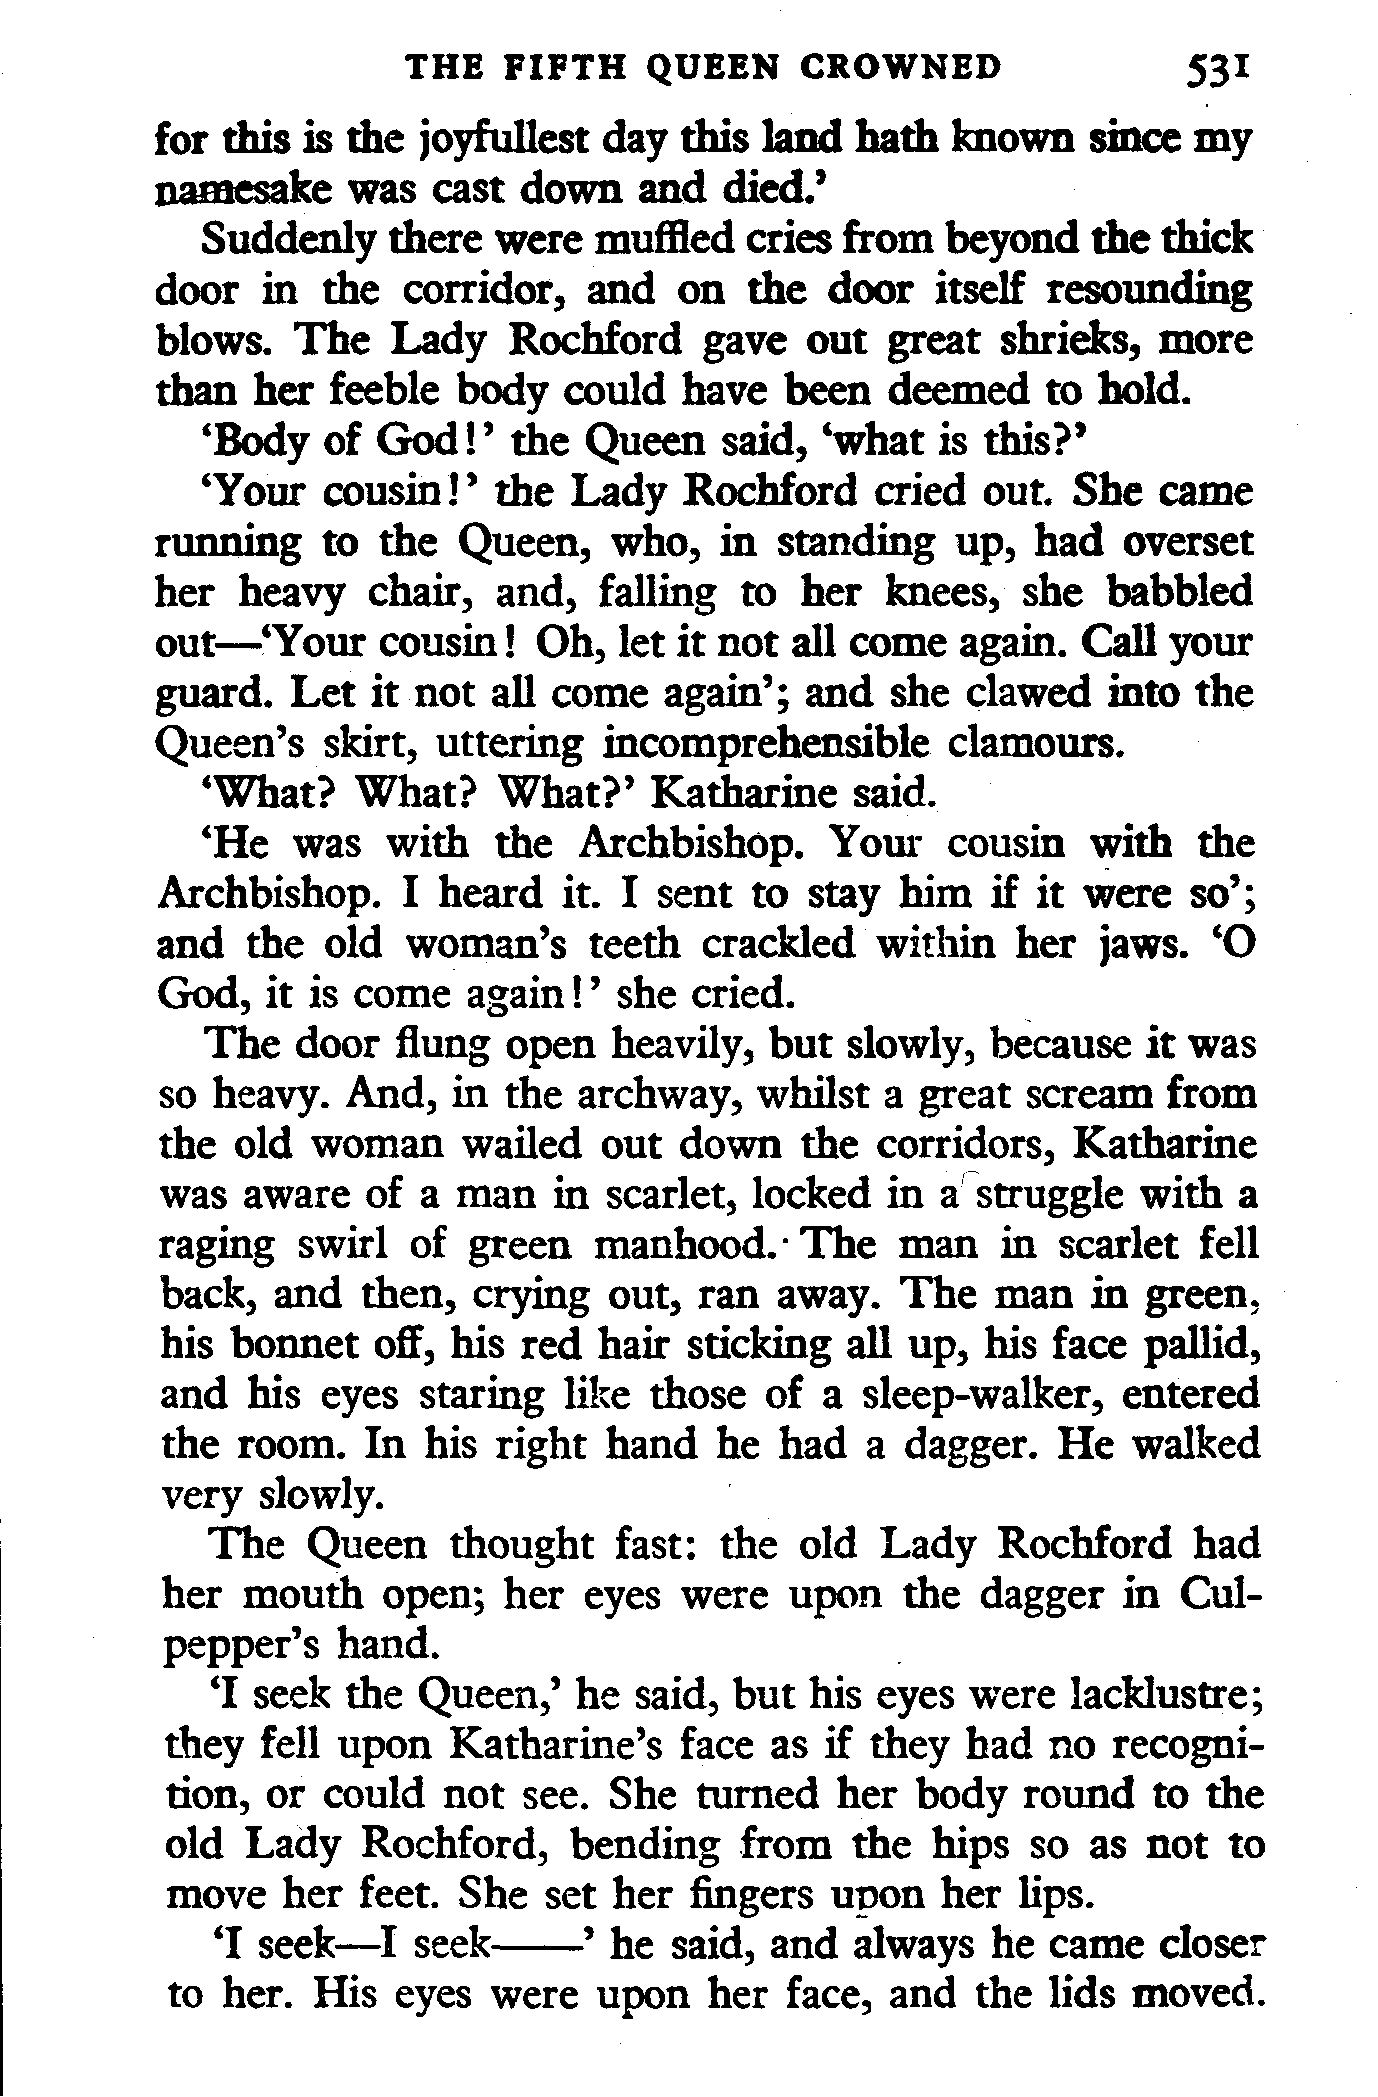 THE FIFTH QUEEN CROWNED 531
for this is the joyfullest day this land hath known since my
namesake was cast down and died.’
Suddenly there were muffled cries from beyond the thick
door in the corridor, and on the door itself resounding
blows. The Lady Rochford gave out great shrieks, more
than her feeble body could have been deemed to hold.
‘Body of God!’ the Queen said, ‘what is this?’
‘Your cousin!’ the Lady Rochford cried out. She came
running to the Queen, who, in standing up, had overset
her heavy chair, and, falling to her knees, she babbled
out—‘Your cousin! Oh, let it not all come again. Call your
guard. Let it not all come again’; and she clawed into the
Queen’s skirt, uttering incomprehensible clamours.
‘What? What? What?’ Katharine said.
‘He was with the Archbishop. Your cousin with the
Archbishop. I heard it. I sent to stay him if it were so’;
and the old woman’s teeth crackled within her jaws. ‘O
God, it is come again!’ she cried.
The door flung open heavily, but slowly, because it was
so heavy. And, in the archway, whilst a great scream from
the old woman wailed out down the corridors, Katharine
was aware of a man in scarlet, locked in a struggle with a
raging swirl of green manhood. The man in scarlet fell
back, and then, crying out, ran away. The man in green,
his bonnet off, his red hair sticking all up, his face pallid,
and his eyes staring like those of a sleep-walker, entered
the room. In his right hand he had a dagger. He walked
very slowly.
The Queen thought fast: the old Lady Rochford had
her mouth open; her eyes were upon the dagger in Cul-
pepper’s hand.
‘I seek the Queen,’ he said, but his eyes were lacklustre;
they fell upon Katharine’s face as if they had no recogni-
tion, or could not see. She turned her body round to the
old Lady Rochford, bending from the hips so as not to
move her feet. She set her fingers upon her lips.
‘I seek—I seek——’ he said, and always he came closer
to her. His eyes were upon her face, and the lids moved.